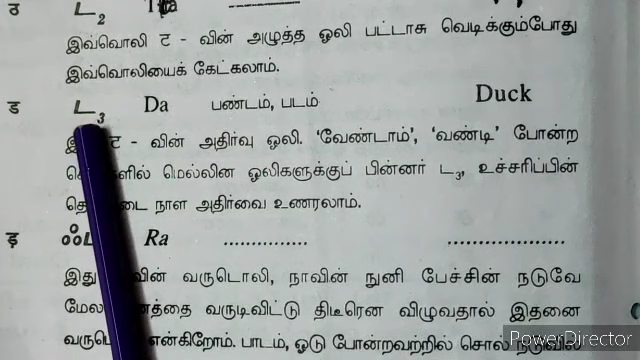 ठ ட₂
இவ்வொலி ट - வின் அழுத்த ஒலி பட்டாசு வெடிக்கும்போது
இவ்வொலியைக் கேட்கலாம்.
ड ட₃ Da பண்டம், படம் Duck
ट - வின் அதிர்வு ஒலி. 'வேண்டாம்', 'வண்டி' போன்ற
மெல்லின ஒலிகளுக்குப் பின்னர் ட₃, உச்சரிப்பின்
நாள அதிர்வை உணரலாம்.
ड़ Ra .............. ....................
இது வருடொலி, நாவின் நுனி பேச்சின் நடுவே
வருடிவிட்டு திடீரென விழுவதால் இதனை
என்கிறோம். பாடம், ஓடு போன்றவற்றில் சொல்
PowerDirector